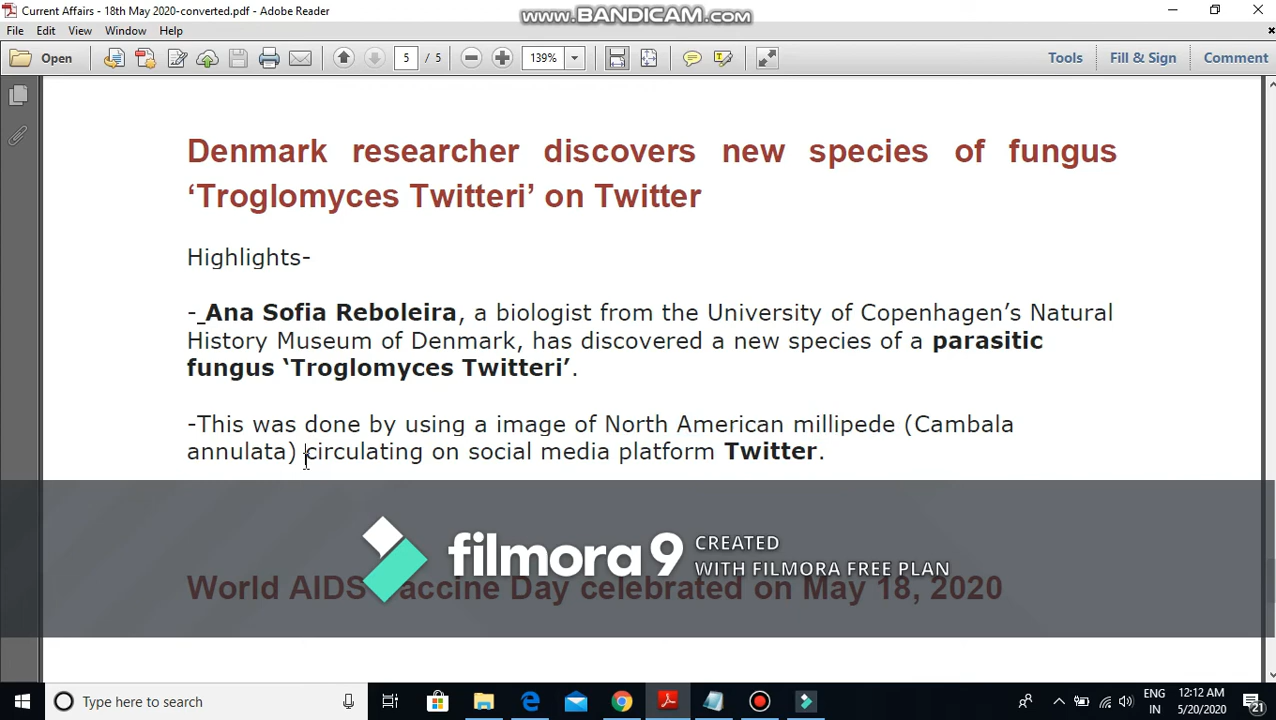 Current Affairs - 18th May 2020-converted.pdf - Adobe Reader
www.BANDICAM.com
File Edit View Window Help
Open 5 / 5 139% Tools Fill & Sign Comment
Denmark researcher discovers new species of fungus
‘Troglomyces Twitteri’ on Twitter
Highlights-
- Ana Sofia Reboleira, a biologist from the University of Copenhagen’s Natural
History Museum of Denmark, has discovered a new species of a parasitic
fungus ‘Troglomyces Twitteri’.
-This was done by using a image of North American millipede (Cambala
annulata) circulating on social media platform Twitter.
filmora9 CREATED
WITH FILMORA FREE PLAN
World AIDS Vaccine Day celebrated on May 18, 2020
Type here to search
ENG
IN
12:12 AM
5/20/2020
21